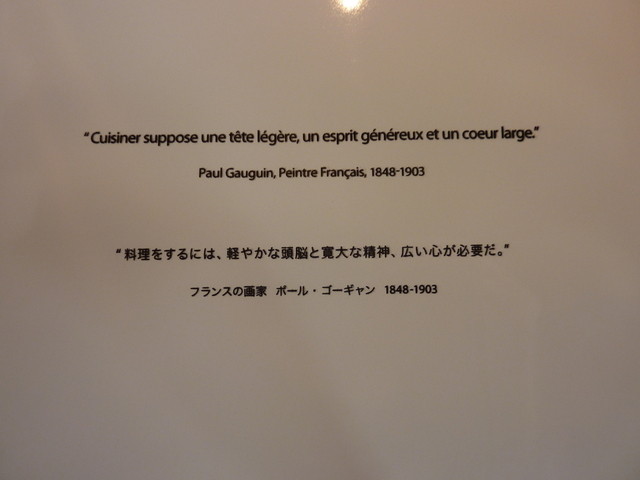 “Cuisiner suppose une tête légère, un esprit généreux et un coeur large.”
Paul Gauguin, Peintre Français, 1848-1903
“料理をするには、軽やかな頭脳と寛大な精神、広い心が必要だ。”
フランスの画家 ポール・ゴーギャン 1848-1903